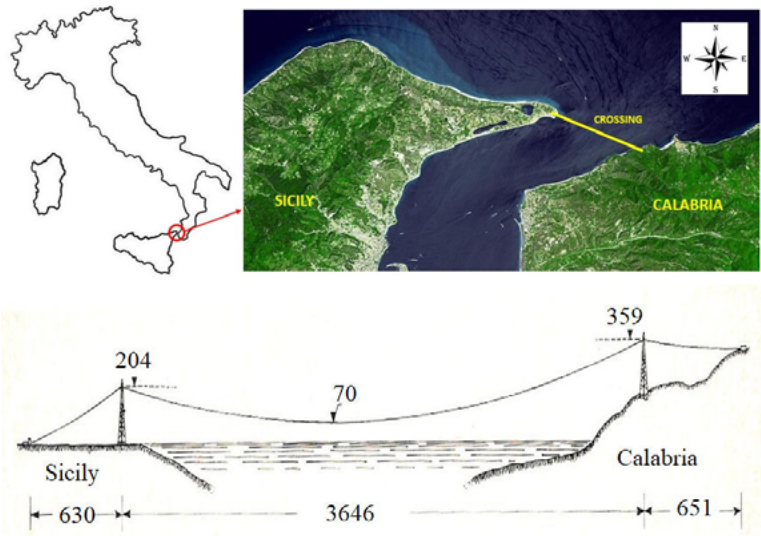 N
W E
S
CROSSING
SICILY
CALABRIA
359
204
70
Sicily
Calabria
630
3646
651